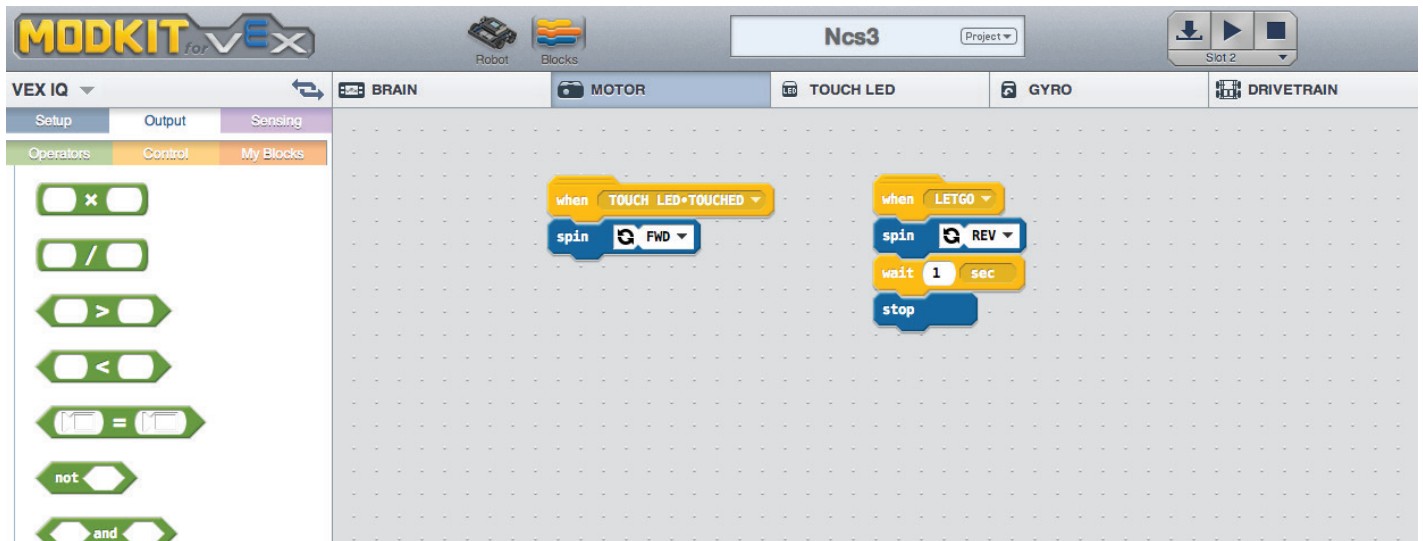 MODKIT for VEX
Robot
Blocks
Ncs3
Project
Slot 2
VEX IQ
BRAIN
MOTOR
LED
TOUCH LED
GYRO
DRIVETRAIN
Setup
Output
Sensing
Operators
Control
My Blocks
×
/
>
<
=
not
and
when TOUCH LED•TOUCHED
spin FWD
when LETGO
spin REV
wait 1 sec
stop